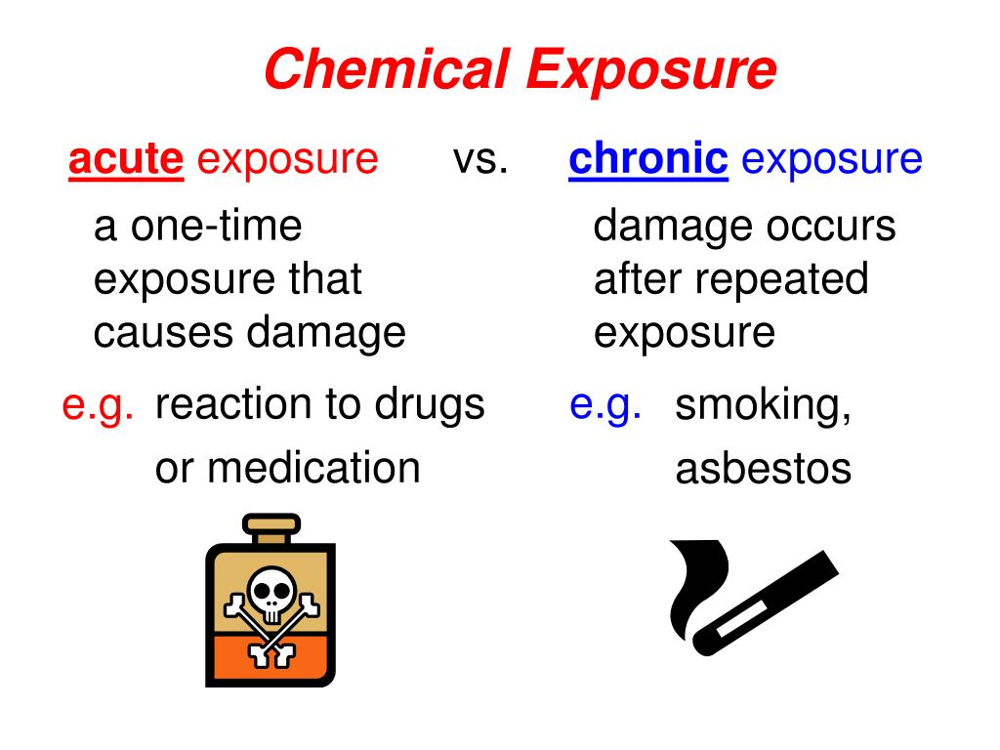 Chemical Exposure
acute exposure vs. chronic exposure
a one-time
exposure that
causes damage
damage occurs
after repeated
exposure
e.g. reaction to drugs
or medication
e.g. smoking,
asbestos